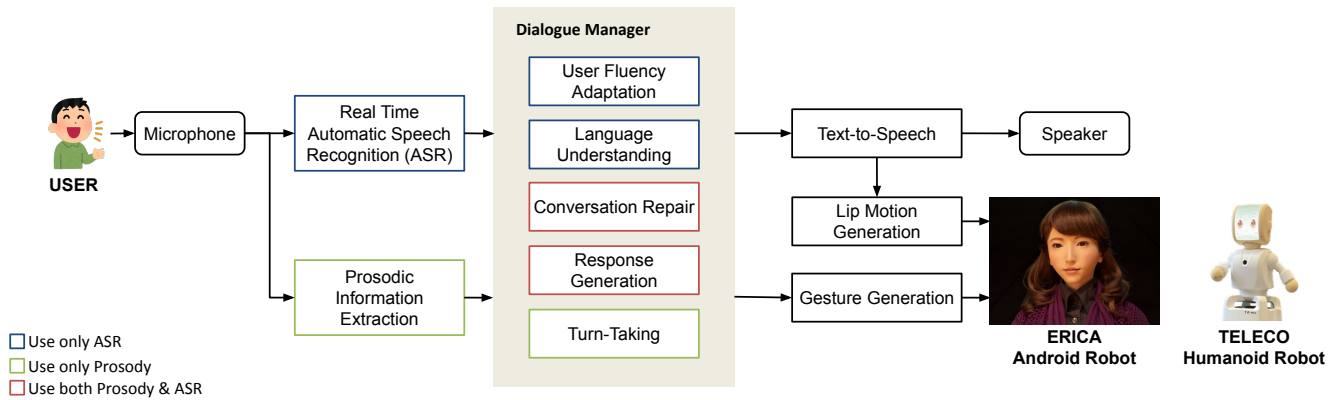 Dialogue Manager
User Fluency
Adaptation
Language
Understanding
Conversation Repair
Response
Generation
Turn-Taking
USER
Microphone
Real Time
Automatic Speech
Recognition (ASR)
Prosodic
Information
Extraction
Text-to-Speech
Speaker
Lip Motion
Generation
Gesture Generation
ERICA
Android Robot
TELECO
Humanoid Robot
Use only ASR
Use only Prosody
Use both Prosody & ASR